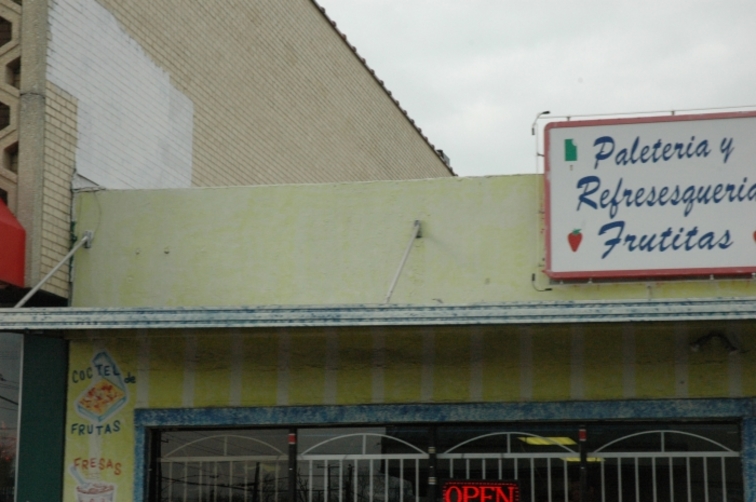 Paleteria y
Refresesqueria
Frutitas
COCTEL de
FRUTAS
FRESAS
OPEN